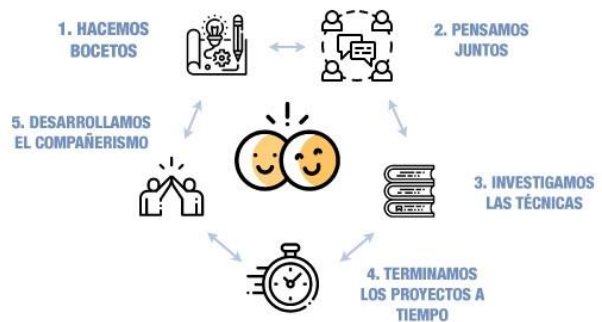 1. HACEMOS
BOCETOS
2. PENSAMOS
JUNTOS
3. INVESTIGAMOS
LAS TÉCNICAS
4. TERMINAMOS
LOS PROYECTOS A
TIEMPO
5. DESARROLLAMOS
EL COMPAÑERISMO